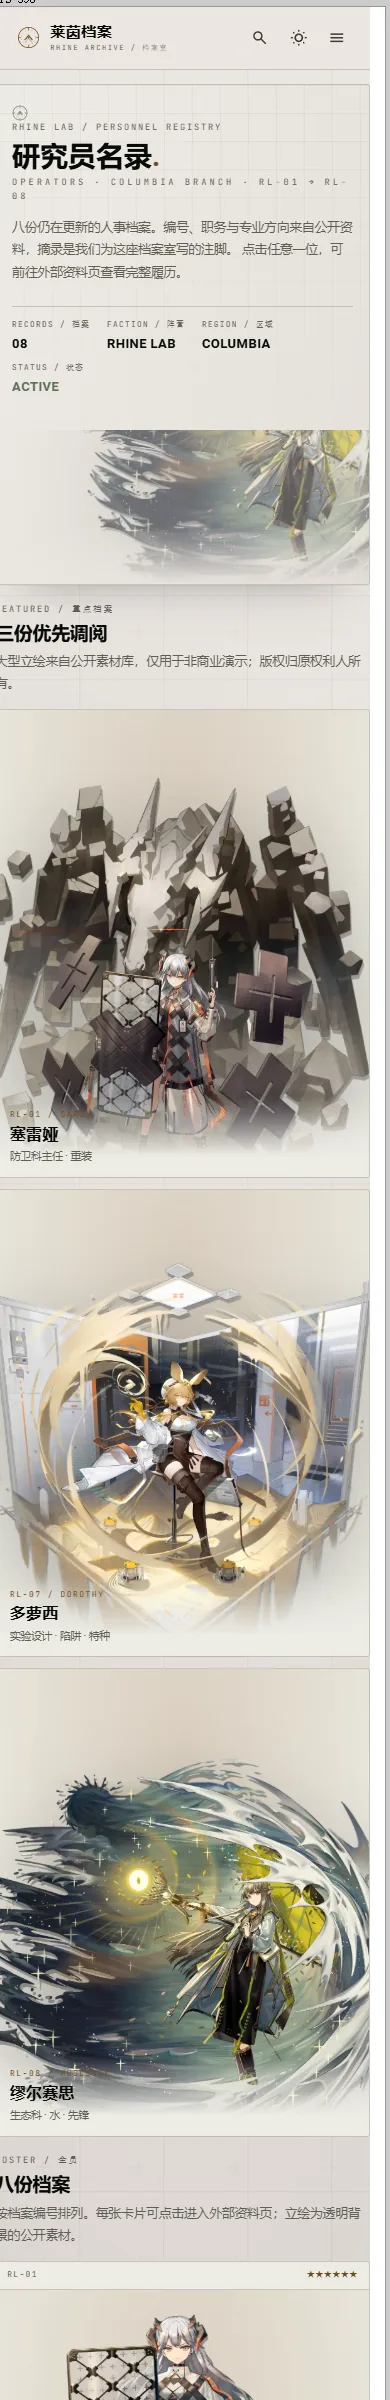 莱茵档案
RHINE ARCHIVE / 档案室
RHINE LAB / PERSONNEL REGISTRY
研究员名录.
OPERATORS · COLUMBIA BRANCH · RL-01 → RL-
08
八份仍在更新的人事档案。编号、职务与专业方向来自公开资
料，摘录是我们为这座档案室写的注脚。 点击任意一位，可
前往外部资料页查看完整履历。
RECORDS / 档案 FACTION / 阵营 REGION / 区域
08 RHINE LAB COLUMBIA
STATUS / 状态
ACTIVE
EATURED / 重点档案
三份优先调阅
大型立绘来自公开素材库，仅用于非商业演示；版权归原权利人所
有。
RL-01 /
塞雷娅
防卫科主任 · 重装
RL-07 / DOROTHY
多萝西
实验设计 · 陷阱 · 特种
RL-08 /
缪尔赛思
生态科 · 水 · 先锋
OSTER / 全员
八份档案
按档案编号排列。每张卡片可点击进入外部资料页；立绘为透明背
景的公开素材。
RL-01 ★★★★★★